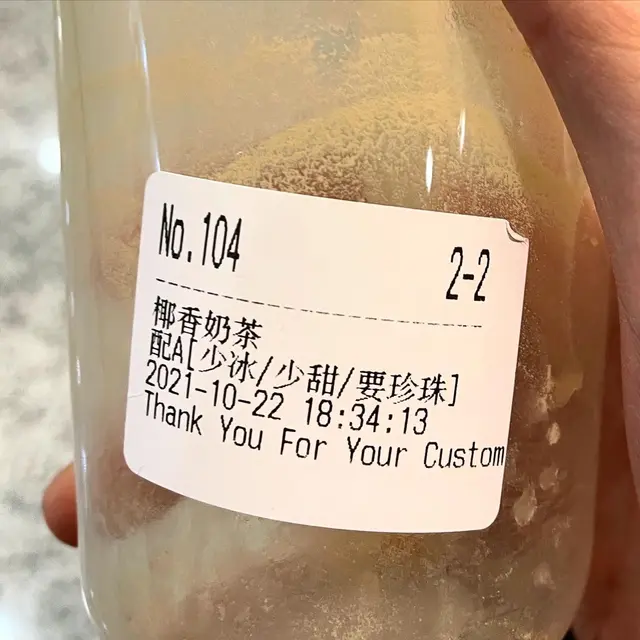 No.104
2-2
椰香奶茶
配A[少冰/少甜/要珍珠]
2021-10-22 18:34:13
Thank You For Your Custom